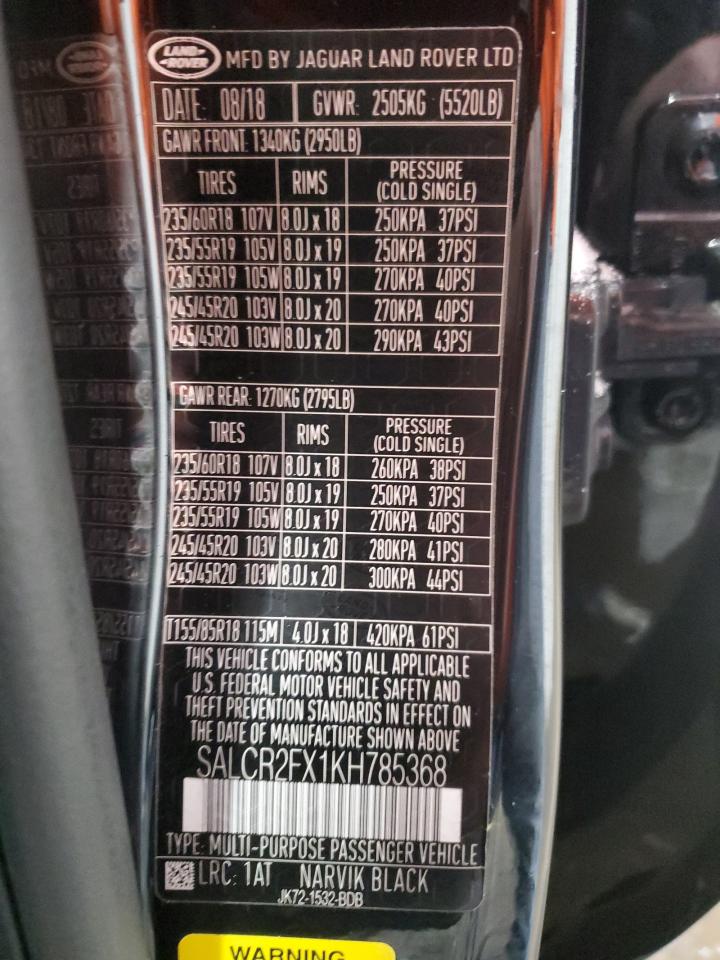 LAND ROVER MFD BY JAGUAR LAND ROVER LTD
DATE: 08/18 GVWR: 2505KG (5520LB)
GAWR FRONT: 1340KG (2950LB)
TIRES RIMS PRESSURE (COLD SINGLE)
235/60R18 107V 8.0J x 18 250KPA 37PSI
235/55R19 105V 8.0J x 19 250KPA 37PSI
235/55R19 105W 8.0J x 19 270KPA 40PSI
245/45R20 103V 8.0J x 20 270KPA 40PSI
245/45R20 103W 8.0J x 20 290KPA 43PSI
GAWR REAR: 1270KG (2795LB)
TIRES RIMS PRESSURE (COLD SINGLE)
235/60R18 107V 8.0J x 18 260KPA 38PSI
235/55R19 105V 8.0J x 19 250KPA 37PSI
235/55R19 105W 8.0J x 19 270KPA 40PSI
245/45R20 103V 8.0J x 20 280KPA 41PSI
245/45R20 103W 8.0J x 20 300KPA 44PSI
T155/85R18 115M 4.0J x 18 420KPA 61PSI
THIS VEHICLE CONFORMS TO ALL APPLICABLE
U.S. FEDERAL MOTOR VEHICLE SAFETY AND
THEFT PREVENTION STANDARDS IN EFFECT ON
THE DATE OF MANUFACTURE SHOWN ABOVE
SALCR2FX1KH785368
TYPE: MULTI-PURPOSE PASSENGER VEHICLE
LRC: 1AT NARVIK BLACK
JK72-1532-BDB
WARNING